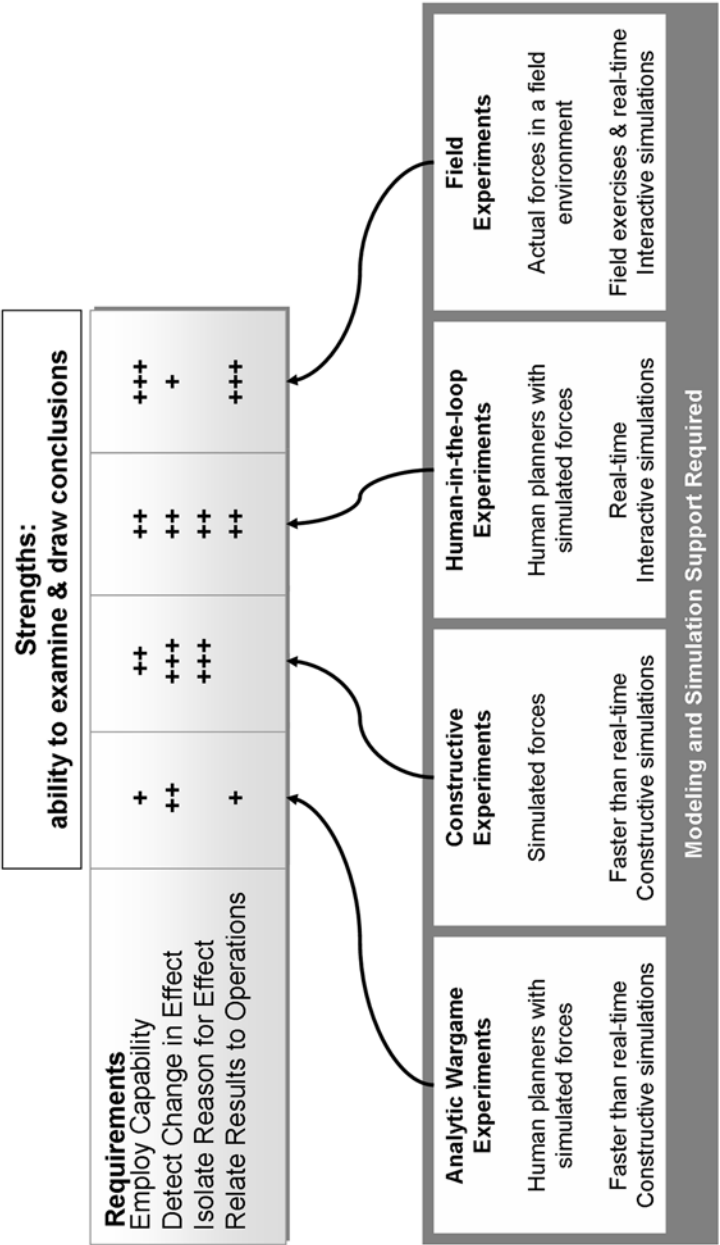 Strengths:
ability to examine & draw conclusions
Requirements
Employ Capability + ++ ++ +++
Detect Change in Effect ++ +++ ++ +
Isolate Reason for Effect +++ ++
Relate Results to Operations + ++ +++
Analytic Wargame
Experiments
Human planners with
simulated forces
Faster than real-time
Constructive simulations
Constructive
Experiments
Simulated forces
Faster than real-time
Constructive simulations
Human-in-the-loop
Experiments
Human planners with
simulated forces
Real-time
Interactive simulations
Field
Experiments
Actual forces in a field
environment
Field exercises & real-time
Interactive simulations
Modeling and Simulation Support Required